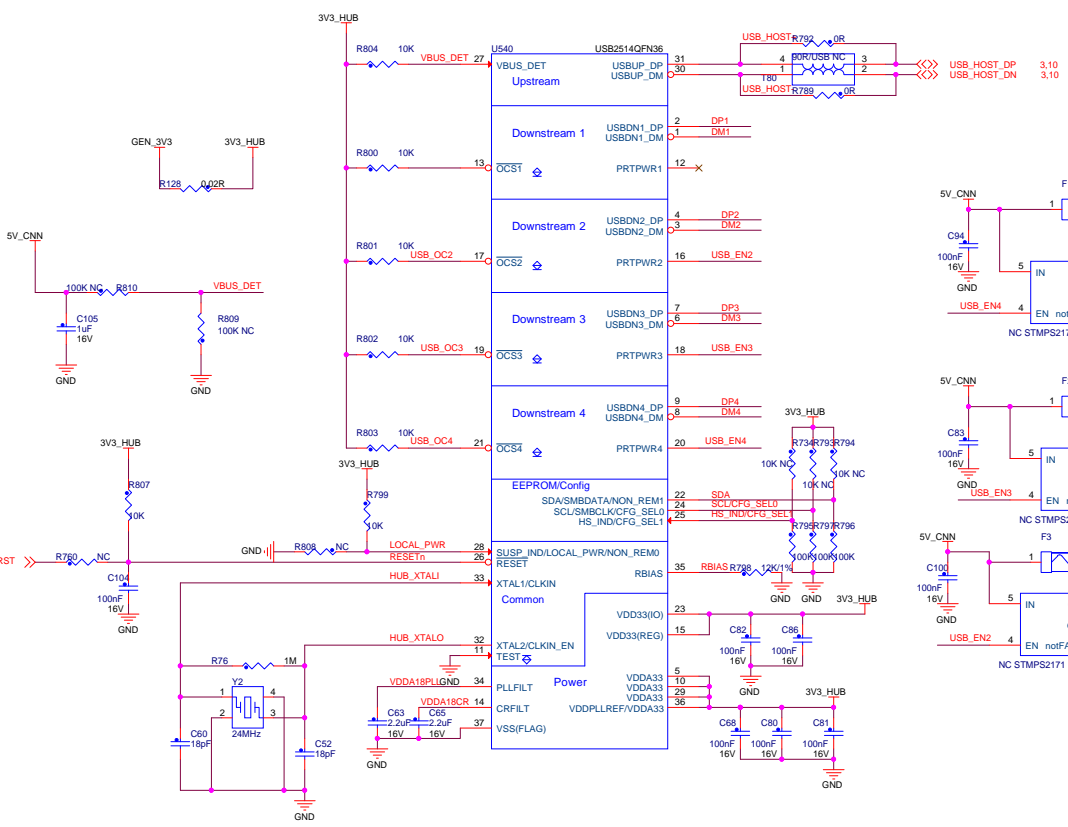 3V3_HUB
R804 10K
VBUS_DET 27
U540 USB2514QFN36
VBUS_DET
Upstream
USBUP_DP 31
USBUP_DM 30
USB_HOST R792 0R
90R/USB NC
4 3
1 2
T80
USB_HOST R789 0R
USB_HOST_DP 3,10
USB_HOST_DN 3,10
Downstream 1
USBDN1_DP 2 DP1
USBDN1_DM 1 DM1
R800 10K
13 OCS1
PRTPWR1 12
GEN_3V3 3V3_HUB
R128 0.02R
Downstream 2
USBDN2_DP 4 DP2
USBDN2_DM 3 DM2
R801 10K
USB_OC2 17 OCS2
PRTPWR2 16 USB_EN2
5V_CNN
100K NC R810
VBUS_DET
C105
1uF
16V
GND
R809
100K NC
GND
Downstream 3
USBDN3_DP 7 DP3
USBDN3_DM 6 DM3
R802 10K
USB_OC3 19 OCS3
PRTPWR3 18 USB_EN3
Downstream 4
USBDN4_DP 9 DP4
USBDN4_DM 8 DM4
R803 10K
USB_OC4 21 OCS4
PRTPWR4 20 USB_EN4
5V_CNN
1
C94
100nF
16V
GND
5 IN
USB_EN4 4 EN
5V_CNN
1
C83
100nF
16V
GND
5 IN
USB_EN3 4 EN
5V_CNN
F3
1
C100
100nF
16V
GND
5 IN
USB_EN2 4 EN
NC STMPS2171
3V3_HUB
R734 R793 R794
10K NC
10K NC
10K NC
EEPROM/Config
SDA/SMBDATA/NON_REM1 22 SDA
SCL/SMBCLK/CFG_SEL0 24 SCL/CFG_SEL0
HS_IND/CFG_SEL1 25 HS_IND/CFG_SEL1
R795 R797 R796
100K 100K 100K
3V3_HUB
R807
10K
3V3_HUB
R799
10K
GND R808 NC
LOCAL_PWR 28 SUSP_IND/LOCAL_PWR/NON_REM0
RST R760 NC
RESETn 26 RESET
C104
100nF
16V
GND
HUB_XTALI 33 XTAL1/CLKIN
Common
RBIAS 35 RBIAS R798 12K/1%
GND GND
HUB_XTALO 32 XTAL2/CLKIN_EN
11 TEST
GND
VDD33(IO) 23
VDD33(REG) 15
3V3_HUB
C82
100nF
16V
C86
100nF
16V
GND
R76 1M
Y2
1 4
2 3
24MHz
C60
18pF
C52
18pF
GND
VDDA18PLL 34 PLLFILT
VDDA18CR 14 CRFILT
37 VSS(FLAG)
C63
2.2uF
16V
C65
2.2uF
16V
GND
Power
VDDA33 5
VDDA33 10
VDDA33 29
VDDPLLREF/VDDA33 36
3V3_HUB
C68
100nF
16V
C80
100nF
16V
C81
100nF
16V
GND